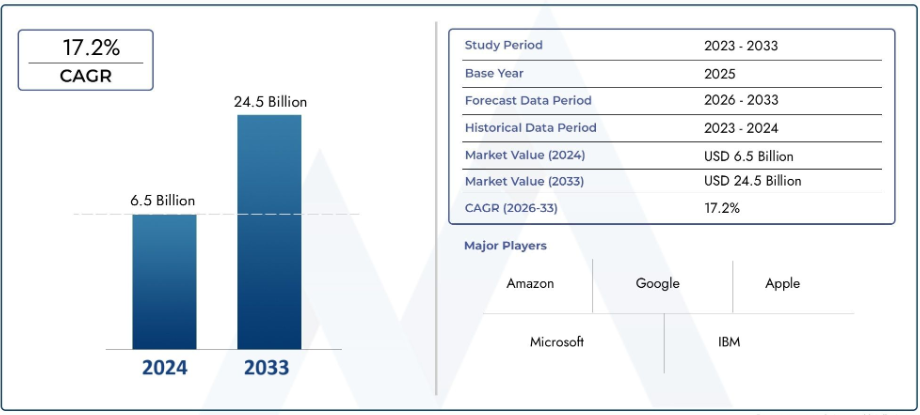 17.2%
CAGR
24.5 Billion
6.5 Billion
2024
2033
Study Period 2023 - 2033
Base Year 2025
Forecast Data Period 2026 - 2033
Historical Data Period 2023 - 2024
Market Value (2024) USD 6.5 Billion
Market Value (2033) USD 24.5 Billion
CAGR (2026-33) 17.2%
Major Players
Amazon Google Apple
Microsoft IBM